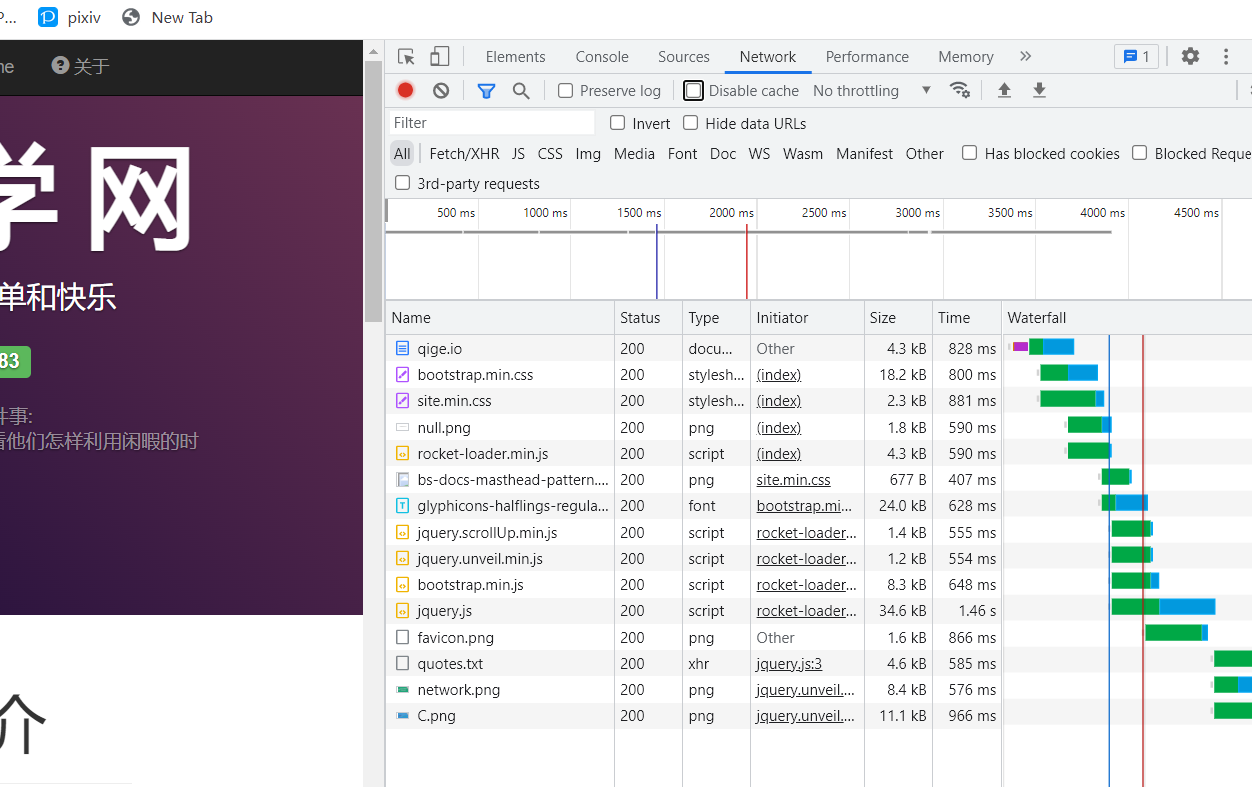 P... pixiv New Tab
me 关于
学 网
单和快乐
83
件事:
看他们怎样利用闲暇的时
介
Elements Console Sources Network Performance Memory 1
Preserve log Disable cache No throttling
Filter Invert Hide data URLs
All Fetch/XHR JS CSS Img Media Font Doc WS Wasm Manifest Other Has blocked cookies Blocked Reque
3rd-party requests
500 ms 1000 ms 1500 ms 2000 ms 2500 ms 3000 ms 3500 ms 4000 ms 4500 ms
Name Status Type Initiator Size Time Waterfall
qige.io 200 docu... Other 4.3 kB 828 ms
bootstrap.min.css 200 stylesh... (index) 18.2 kB 800 ms
site.min.css 200 stylesh... (index) 2.3 kB 881 ms
null.png 200 png (index) 1.8 kB 590 ms
rocket-loader.min.js 200 script (index) 4.3 kB 590 ms
bs-docs-masthead-pattern.... 200 png site.min.css 677 B 407 ms
glyphicons-halflings-regula... 200 font bootstrap.mi... 24.0 kB 628 ms
jquery.scrollUp.min.js 200 script rocket-loader... 1.4 kB 555 ms
jquery.unveil.min.js 200 script rocket-loader... 1.2 kB 554 ms
bootstrap.min.js 200 script rocket-loader... 8.3 kB 648 ms
jquery.js 200 script rocket-loader... 34.6 kB 1.46 s
favicon.png 200 png Other 1.6 kB 866 ms
quotes.txt 200 xhr jquery.js:3 4.6 kB 585 ms
network.png 200 png jquery.unveil.... 8.4 kB 576 ms
C.png 200 png jquery.unveil.... 11.1 kB 966 ms